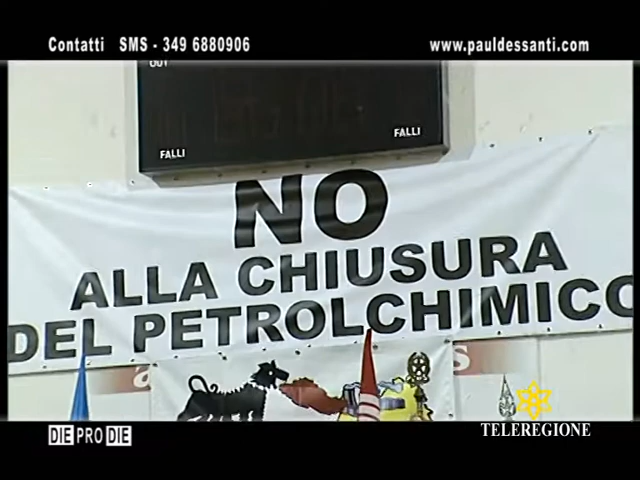 Contatti SMS - 349 6880906
www.pauldessanti.com
OUT
FALLI
FALLI
NO
ALLA CHIUSURA
DEL PETROLCHIMICO
DIE PRO DIE
TELEREGIONE